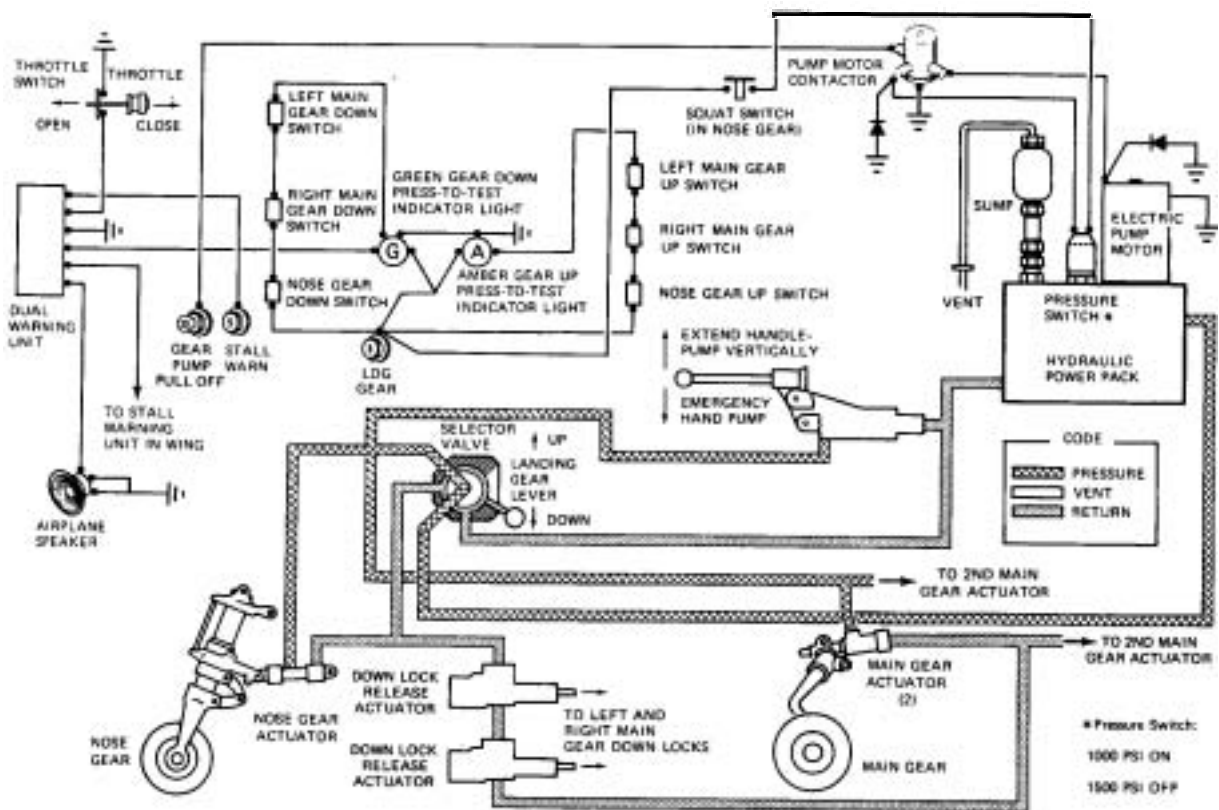 THROTTLE
SWITCH
THROTTLE
OPEN
CLOSE
LEFT MAIN
GEAR DOWN
SWITCH
RIGHT MAIN
GEAR DOWN
SWITCH
NOSE GEAR
DOWN SWITCH
GREEN GEAR DOWN
PRESS-TO-TEST
INDICATOR LIGHT
G
A
AMBER GEAR UP
PRESS-TO-TEST
INDICATOR LIGHT
PUMP MOTOR
CONTACTOR
SQUAT SWITCH
(IN NOSE GEAR)
LEFT MAIN GEAR
UP SWITCH
RIGHT MAIN GEAR
UP SWITCH
NOSE GEAR UP SWITCH
SUMP
VENT
ELECTRIC
PUMP
MOTOR
PRESSURE
SWITCH *
HYDRAULIC
POWER PACK
DUAL
WARNING
UNIT
GEAR
PUMP
PULL OFF
STALL
WARN
LDG
GEAR
TO STALL
WARNING
UNIT IN WING
AIRPLANE
SPEAKER
EXTEND HANDLE-
PUMP VERTICALLY
EMERGENCY
HAND PUMP
SELECTOR
VALVE
UP
LANDING
GEAR
LEVER
DOWN
CODE
PRESSURE
VENT
RETURN
TO 2ND MAIN
GEAR ACTUATOR
TO 2ND MAIN
GEAR ACTUATOR
MAIN GEAR
ACTUATOR
(2)
MAIN GEAR
NOSE
GEAR
NOSE GEAR
ACTUATOR
DOWN LOCK
RELEASE
ACTUATOR
DOWN LOCK
RELEASE
ACTUATOR
TO LEFT AND
RIGHT MAIN
GEAR DOWN LOCKS
* Pressure Switch:
1000 PSI ON
1500 PSI OFF